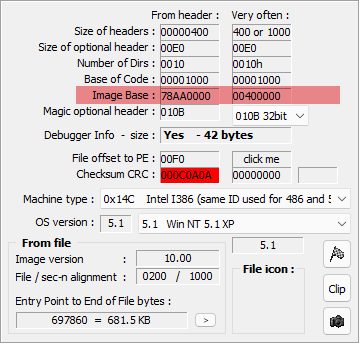 From header : Very often :
Size of headers : 00000400 400 or 1000
Size of optional header : 00E0 00E0
Number of Dirs : 0010 0010h
Base of Code : 00001000 00001000
Image Base : 78AA0000 00400000
Magic optional header : 010B 010B 32bit
Debugger Info - size : Yes - 42 bytes
File offset to PE : 00F0 click me
Checksum CRC : 000C0A0A 00000000
Machine type : 0x14C Intel I386 (same ID used for 486 and 5
OS version : 5.1 5.1 Win NT 5.1 XP
From file 5.1
Image version : 10.00
File / sec-n alignment : 0200 / 1000 File icon :
Entry Point to End of File bytes :
697860 = 681.5 KB >
Clip